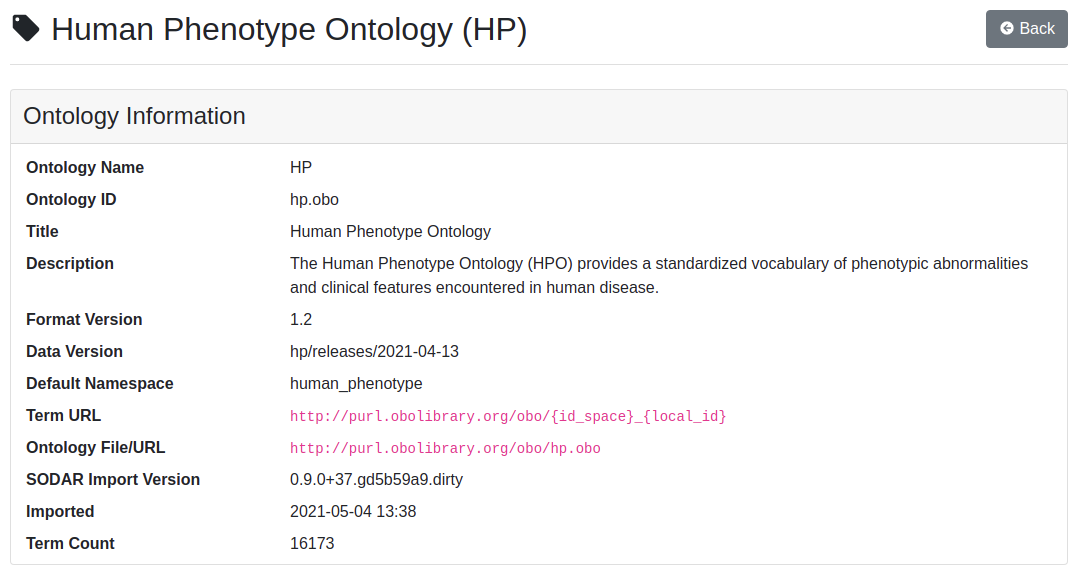 Human Phenotype Ontology (HP)
Back
Ontology Information
Ontology Name HP
Ontology ID hp.obo
Title Human Phenotype Ontology
Description The Human Phenotype Ontology (HPO) provides a standardized vocabulary of phenotypic abnormalities
and clinical features encountered in human disease.
Format Version 1.2
Data Version hp/releases/2021-04-13
Default Namespace human_phenotype
Term URL http://purl.obolibrary.org/obo/{id_space}_{local_id}
Ontology File/URL http://purl.obolibrary.org/obo/hp.obo
SODAR Import Version 0.9.0+37.gd5b59a9.dirty
Imported 2021-05-04 13:38
Term Count 16173